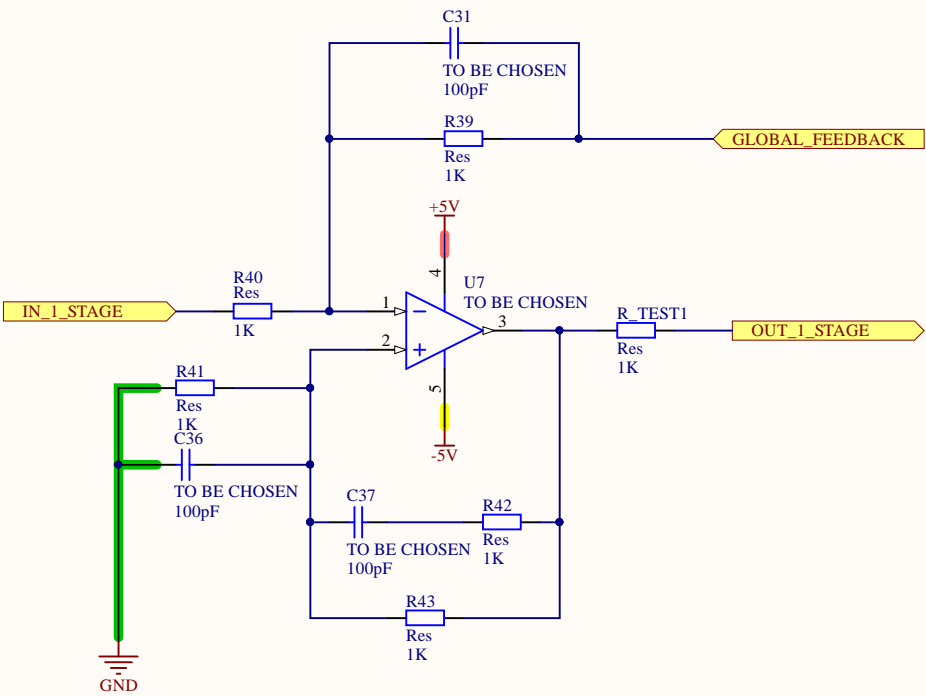 C31
TO BE CHOSEN
100pF
R39
Res
1K
GLOBAL_FEEDBACK
+5V
4
U7
TO BE CHOSEN
R40
Res
1K
IN_1_STAGE
1
2
3
R_TEST1
Res
1K
OUT_1_STAGE
5
-5V
R41
Res
1K
C36
TO BE CHOSEN
100pF
C37
TO BE CHOSEN
100pF
R42
Res
1K
R43
Res
1K
GND